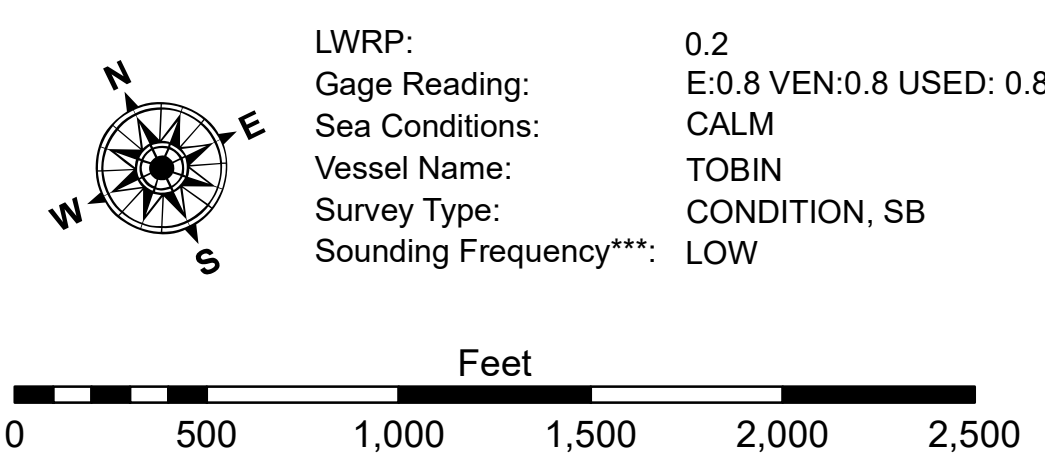 N
E
W
S
LWRP: 0.2
Gage Reading: E:0.8 VEN:0.8 USED: 0.8
Sea Conditions: CALM
Vessel Name: TOBIN
Survey Type: CONDITION, SB
Sounding Frequency***: LOW
Feet
0 500 1,000 1,500 2,000 2,500